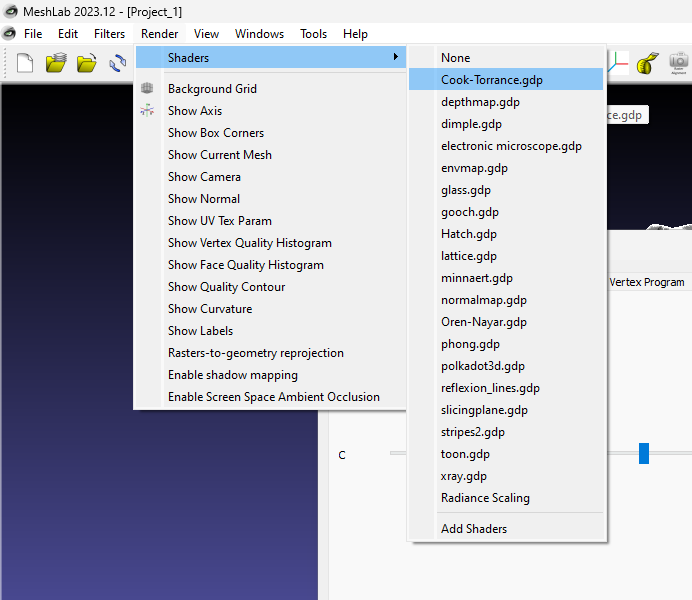 MeshLab 2023.12 - [Project_1]
File Edit Filters Render View Windows Tools Help
Shaders
Background Grid
Show Axis
Show Box Corners
Show Current Mesh
Show Camera
Show Normal
Show UV Tex Param
Show Vertex Quality Histogram
Show Face Quality Histogram
Show Quality Contour
Show Curvature
Show Labels
Rasters-to-geometry reprojection
Enable shadow mapping
Enable Screen Space Ambient Occlusion
None
Cook-Torrance.gdp
depthmap.gdp
dimple.gdp
electronic microscope.gdp
envmap.gdp
glass.gdp
gooch.gdp
Hatch.gdp
lattice.gdp
minnaert.gdp
normalmap.gdp
Oren-Nayar.gdp
phong.gdp
polkadot3d.gdp
reflexion_lines.gdp
slicingplane.gdp
stripes2.gdp
toon.gdp
xray.gdp
Radiance Scaling
Add Shaders
ce.gdp
Vertex Program
C